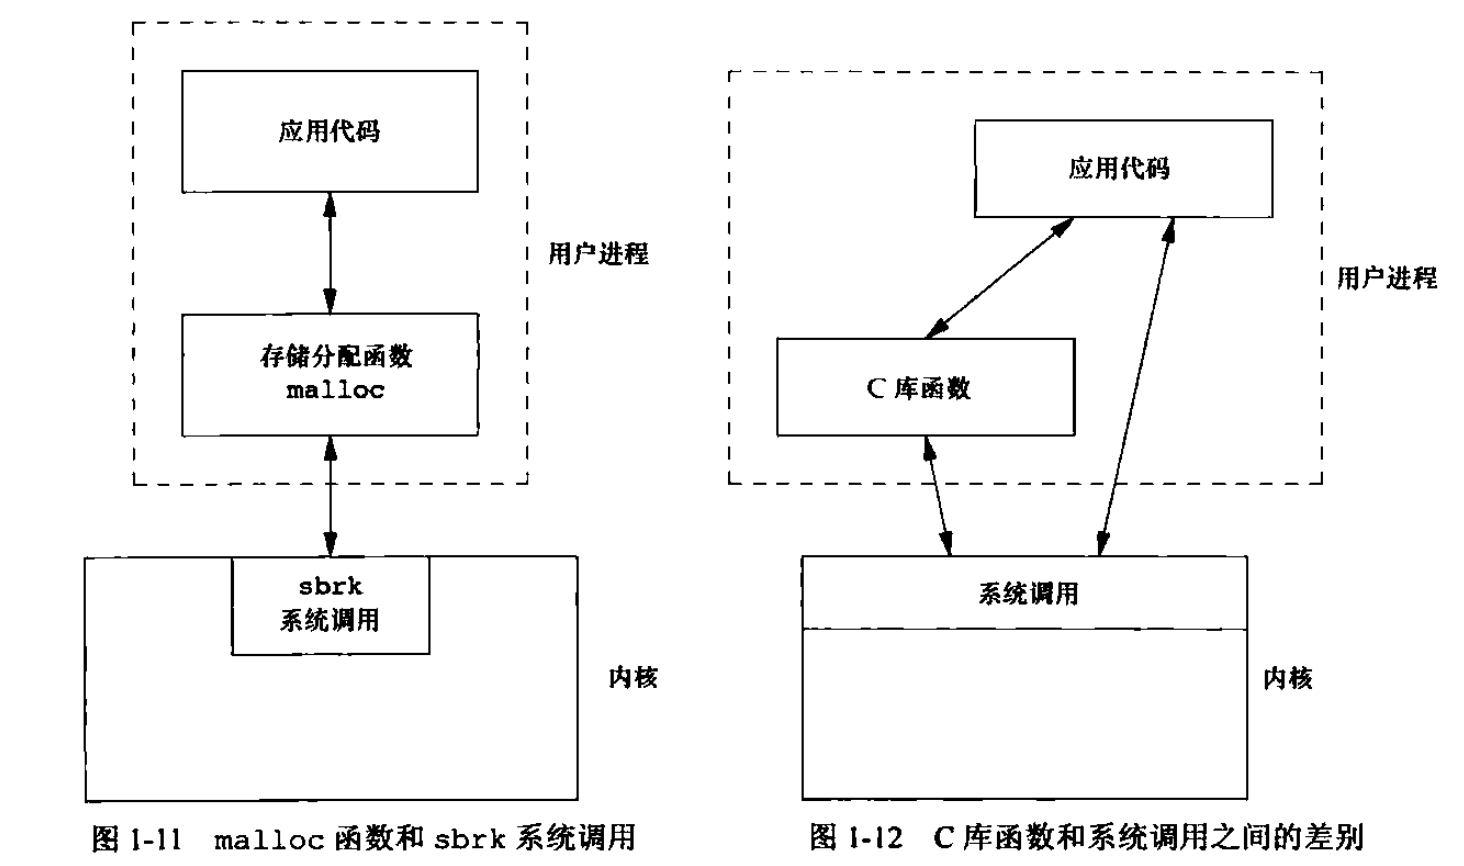 应用代码
用户进程
存储分配函数
malloc
sbrk
系统调用
内核
图 1-11 malloc 函数和 sbrk 系统调用
应用代码
用户进程
C 库函数
系统调用
内核
图 1-12 C 库函数和系统调用之间的差别